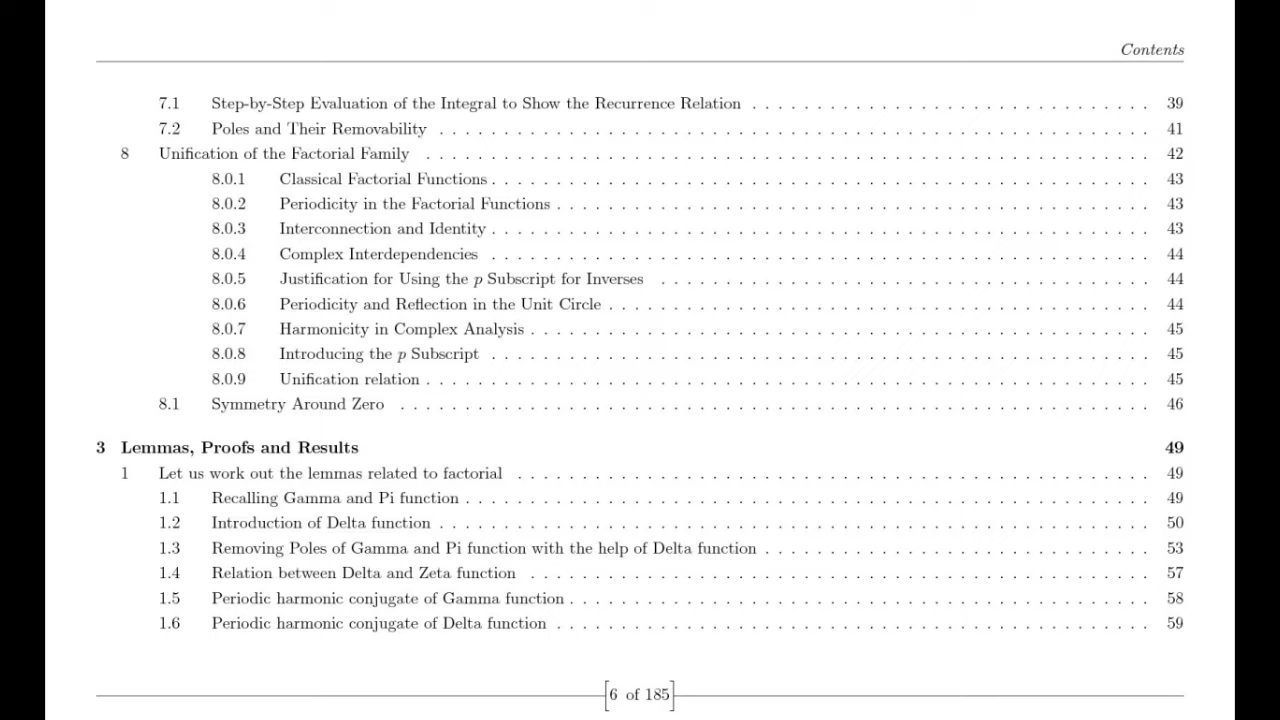 Contents
7.1 Step-by-Step Evaluation of the Integral to Show the Recurrence Relation . . . . . . . . . . . . . . . . . . . . . . . . . . . . . . . 39
7.2 Poles and Their Removability . . . . . . . . . . . . . . . . . . . . . . . . . . . . . . . . . . . . . . . . . . . . . . . . . . . . . . . 41
8 Unification of the Factorial Family . . . . . . . . . . . . . . . . . . . . . . . . . . . . . . . . . . . . . . . . . . . . . . . . . . . . . . . . 42
8.0.1 Classical Factorial Functions . . . . . . . . . . . . . . . . . . . . . . . . . . . . . . . . . . . . . . . . . . . . . . . . . . . 43
8.0.2 Periodicity in the Factorial Functions . . . . . . . . . . . . . . . . . . . . . . . . . . . . . . . . . . . . . . . . . . . . . . 43
8.0.3 Interconnection and Identity . . . . . . . . . . . . . . . . . . . . . . . . . . . . . . . . . . . . . . . . . . . . . . . . . . . 43
8.0.4 Complex Interdependencies . . . . . . . . . . . . . . . . . . . . . . . . . . . . . . . . . . . . . . . . . . . . . . . . . . . 44
8.0.5 Justification for Using the p Subscript for Inverses . . . . . . . . . . . . . . . . . . . . . . . . . . . . . . . . . . . . . . 44
8.0.6 Periodicity and Reflection in the Unit Circle . . . . . . . . . . . . . . . . . . . . . . . . . . . . . . . . . . . . . . . . . . 44
8.0.7 Harmonicity in Complex Analysis . . . . . . . . . . . . . . . . . . . . . . . . . . . . . . . . . . . . . . . . . . . . . . . . 45
8.0.8 Introducing the p Subscript . . . . . . . . . . . . . . . . . . . . . . . . . . . . . . . . . . . . . . . . . . . . . . . . . . . 45
8.0.9 Unification relation . . . . . . . . . . . . . . . . . . . . . . . . . . . . . . . . . . . . . . . . . . . . . . . . . . . . . . . . 45
8.1 Symmetry Around Zero . . . . . . . . . . . . . . . . . . . . . . . . . . . . . . . . . . . . . . . . . . . . . . . . . . . . . . . . . . 46
3 Lemmas, Proofs and Results 49
1 Let us work out the lemmas related to factorial . . . . . . . . . . . . . . . . . . . . . . . . . . . . . . . . . . . . . . . . . . . . . . . . . 49
1.1 Recalling Gamma and Pi function . . . . . . . . . . . . . . . . . . . . . . . . . . . . . . . . . . . . . . . . . . . . . . . . . . . . . 49
1.2 Introduction of Delta function . . . . . . . . . . . . . . . . . . . . . . . . . . . . . . . . . . . . . . . . . . . . . . . . . . . . . . . 50
1.3 Removing Poles of Gamma and Pi function with the help of Delta function . . . . . . . . . . . . . . . . . . . . . . . . . . . . . . 53
1.4 Relation between Delta and Zeta function . . . . . . . . . . . . . . . . . . . . . . . . . . . . . . . . . . . . . . . . . . . . . . . . 57
1.5 Periodic harmonic conjugate of Gamma function . . . . . . . . . . . . . . . . . . . . . . . . . . . . . . . . . . . . . . . . . . . . . 58
1.6 Periodic harmonic conjugate of Delta function . . . . . . . . . . . . . . . . . . . . . . . . . . . . . . . . . . . . . . . . . . . . . . 59
6 of 185